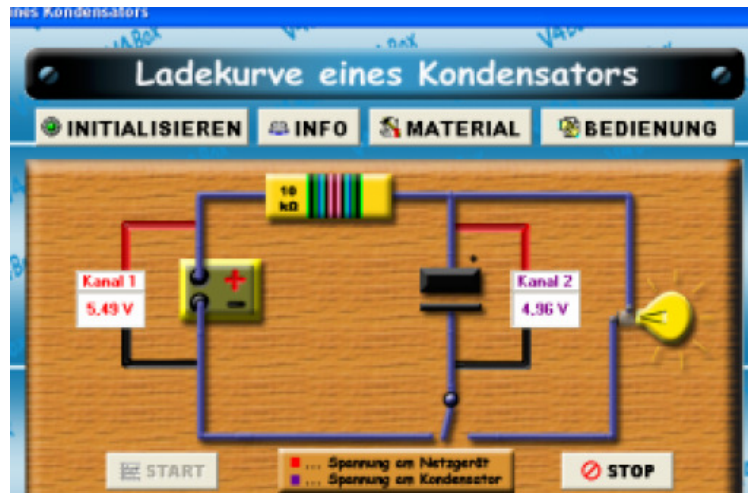 ines Kondensators
Ladekurve eines Kondensators
INITIALISIEREN INFO MATERIAL BEDIENUNG
10
kΩ
+
Kanal 1
5.49 V
+
-
Kanal 2
4.96 V
START
... Spannung am Netzgerät
... Spannung am Kondensator
STOP